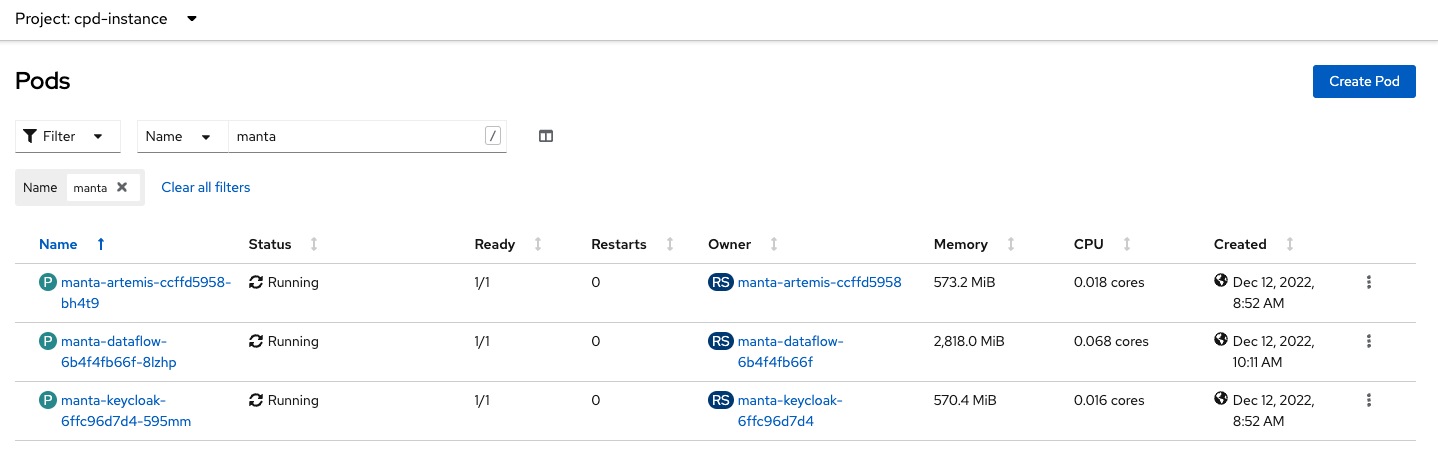 Project: cpd-instance
Pods
Create Pod
Filter Name manta /
Name manta Clear all filters
Name Status Ready Restarts Owner Memory CPU Created
P manta-artemis-ccffd5958- Running 1/1 0 RS manta-artemis-ccffd5958 573.2 MiB 0.018 cores Dec 12, 2022,
bh4t9 8:52 AM
P manta-dataflow- Running 1/1 0 RS manta-dataflow- 2,818.0 MiB 0.068 cores Dec 12, 2022,
6b4f4fb66f-8lzhp 6b4f4fb66f 10:11 AM
P manta-keycloak- Running 1/1 0 RS manta-keycloak- 570.4 MiB 0.016 cores Dec 12, 2022,
6ffc96d7d4-595mm 6ffc96d7d4 8:52 AM